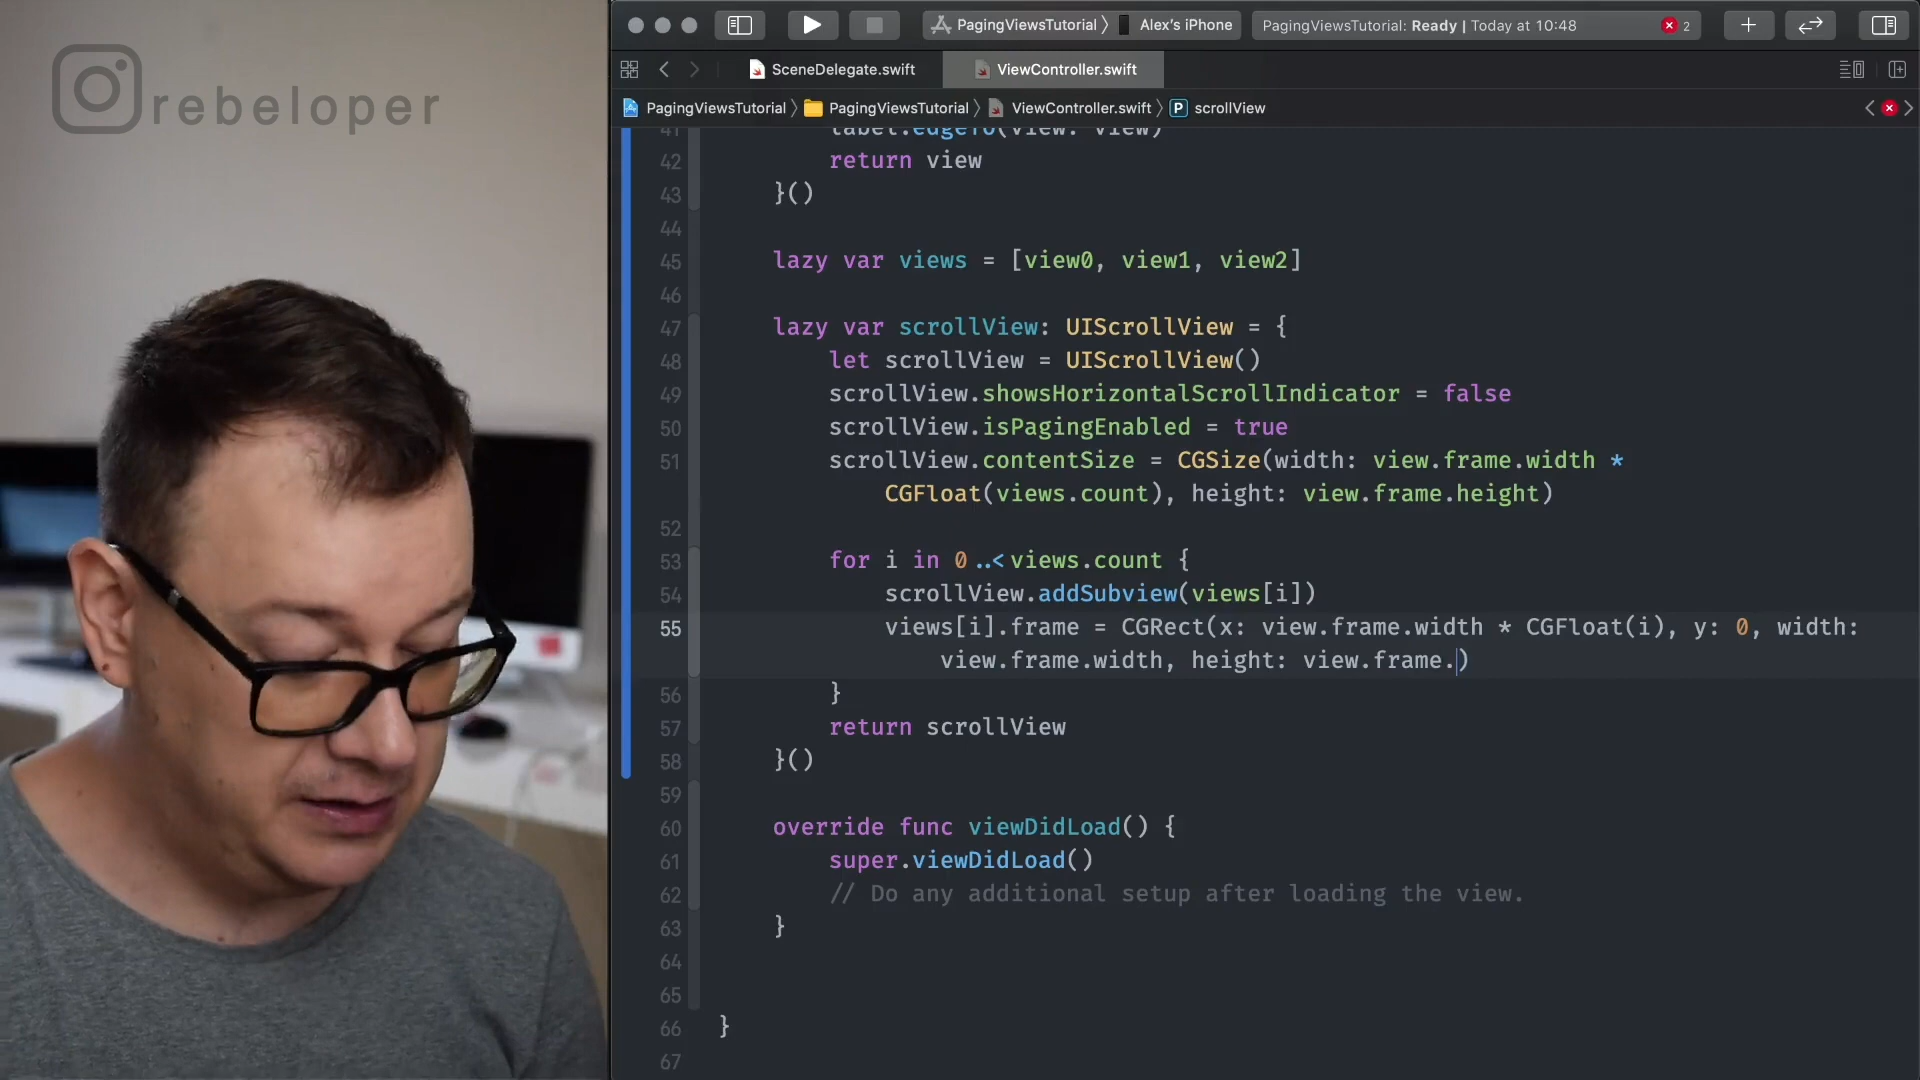 rebeloper
PagingViewsTutorial 〉 Alex's iPhone
PagingViewsTutorial: Ready | Today at 10:48
2
SceneDelegate.swift
ViewController.swift
PagingViewsTutorial 〉 PagingViewsTutorial 〉 ViewController.swift 〉 P scrollView
41 label.edgeTo(view: view)
42 return view
43 }()
44
45 lazy var views = [view0, view1, view2]
46
47 lazy var scrollView: UIScrollView = {
48 let scrollView = UIScrollView()
49 scrollView.showsHorizontalScrollIndicator = false
50 scrollView.isPagingEnabled = true
51 scrollView.contentSize = CGSize(width: view.frame.width *
CGFloat(views.count), height: view.frame.height)
52
53 for i in 0..<views.count {
54 scrollView.addSubview(views[i])
55 views[i].frame = CGRect(x: view.frame.width * CGFloat(i), y: 0, width:
view.frame.width, height: view.frame.)
56 }
57 return scrollView
58 }()
59
60 override func viewDidLoad() {
61 super.viewDidLoad()
62 // Do any additional setup after loading the view.
63 }
64
65
66 }
67